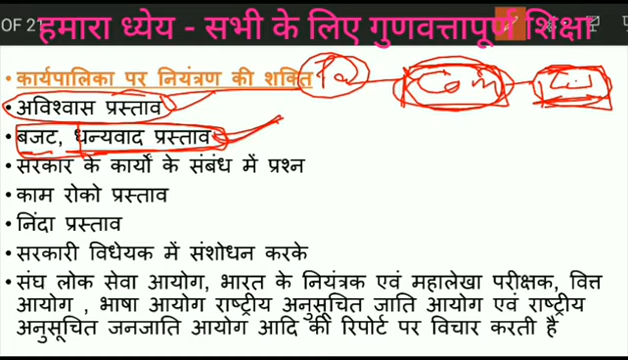 OF 21
हमारा ध्येय - सभी के लिए गुणवत्तापूर्ण शिक्षा
• कार्यपालिका पर नियंत्रण की शक्ति
• अविश्वास प्रस्ताव
• बजट, धन्यवाद प्रस्ताव
• सरकार के कार्यों के संबंध में प्रश्न
• काम रोको प्रस्ताव
• निंदा प्रस्ताव
• सरकारी विधेयक में संशोधन करके
• संघ लोक सेवा आयोग, भारत के नियंत्रक एवं महालेखा परीक्षक, वित्त
आयोग , भाषा आयोग राष्ट्रीय अनुसूचित जाति आयोग एवं राष्ट्रीय
अनुसूचित जनजाति आयोग आदि की रिपोर्ट पर विचार करती है